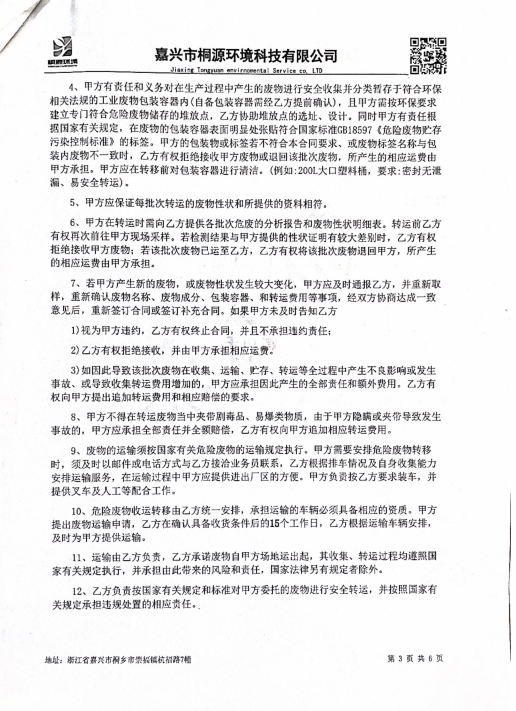 桐源环境
嘉兴市桐源环境科技有限公司
Jiaxing Tongyuan envirnomental Service co, LTD
4、甲方有责任和义务对在生产过程中产生的废物进行安全收集并分类暂存于符合环保
相关法规的工业废物包装容器内(自备包装容器需经乙方提前确认),且甲方需按环保要求
建立专门符合危险废物储存的堆放点,乙方协助堆放点的选址、设计。同时甲方有责任根
据国家有关规定,在废物的包装容器表面明显处张贴符合国家标准GB18597《危险废物贮存
污染控制标准》的标签。甲方的包装物或标签若不符合本合同要求、或废物标签名称与包
装内废物不一致时,乙方有权拒绝接收甲方废物或退回该批次废物,所产生的相应运费由
甲方承担。甲方应在转移前对包装容器进行清洁。(例如:200L大口塑料桶,要求:密封无泄
漏、易安全转运)。
5、甲方应保证每批次转运的废物性状和所提供的资料相符。
6、甲方在转运时需向乙方提供各批次危废的分析报告和废物性状明细表。转运前乙方
有权再次前往甲方现场采样。若检测结果与甲方提供的性状证明有较大差别时,乙方有权
拒绝接收甲方废物;若该批次废物已运至乙方,乙方有权将该批次废物退回甲方,所产生
的相应运费由甲方承担。
7、若甲方产生新的废物,或废物性状发生较大变化,甲方应及时通报乙方,并重新取
样,重新确认废物名称、废物成分、包装容器、和转运费用等事项,经双方协商达成一致
意见后,重新签订合同或签订补充合同。如果甲方未及时告知乙方
1)视为甲方违约,乙方有权终止合同,并且不承担违约责任;
2)乙方有权拒绝接收,并由甲方承担相应运费。
3)如因此导致该批次废物在收集、运输、贮存、转运等全过程中产生不良影响或发生
事故、或导致收集转运费用增加的,甲方应承担因此产生的全部责任和额外费用。乙方有
权向甲方提出追加转运费用和相应赔偿的要求。
8、甲方不得在转运废物当中夹带剧毒品、易爆类物质,由于甲方隐瞒或夹带导致发生
事故的,甲方应承担全部责任并全额赔偿,乙方有权向甲方追加相应转运费用。
9、废物的运输须按国家有关危险废物的运输规定执行。甲方需要安排危险废物转移
时,须及时以邮件或电话方式与乙方接洽业务员联系,乙方根据排车情况及自身收集能力
安排运输服务,在运输过程中甲方应提供进出厂区的方便。甲方负责按乙方要求装车,并
提供叉车及人工等配合工作。
10、危险废物收运转移由乙方统一安排,承担运输的车辆必须具备相应的资质。甲方
提出废物运输申请,乙方在确认具备收货条件后的15个工作日,乙方根据运输车辆安排,
及时为甲方提供运输。
11、运输由乙方负责,乙方承诺废物自甲方场地运出起,其收集、转运过程均遵照国
家有关规定执行,并承担由此带来的风险和责任,国家法律另有规定者除外。
12、乙方负责按国家有关规定和标准对甲方委托的废物进行安全转运,并按照国家有
关规定承担违规处置的相应责任。
地址:浙江省嘉兴市桐乡市崇福镇杭福路7幢
第 3 页 共 6 页